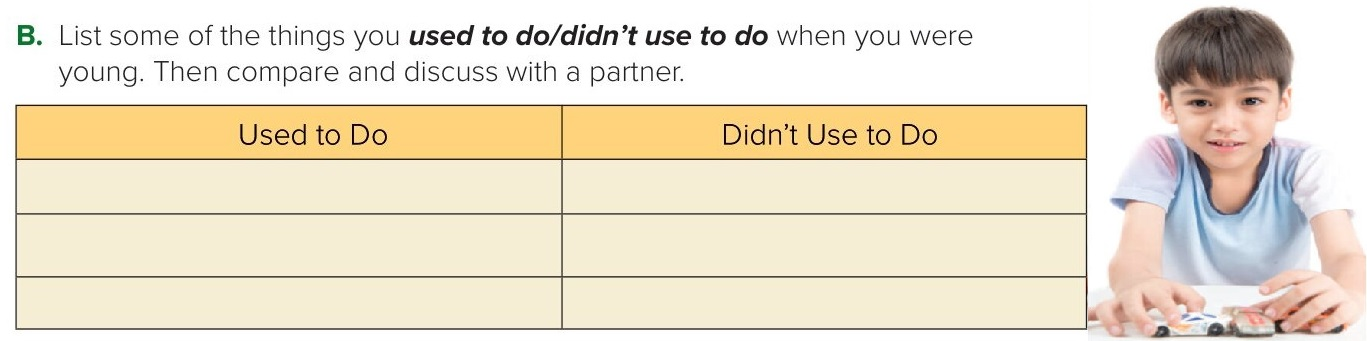 B. List some of the things you used to do/didn't use to do when you were
young. Then compare and discuss with a partner.
Used to Do
Didn't Use to Do